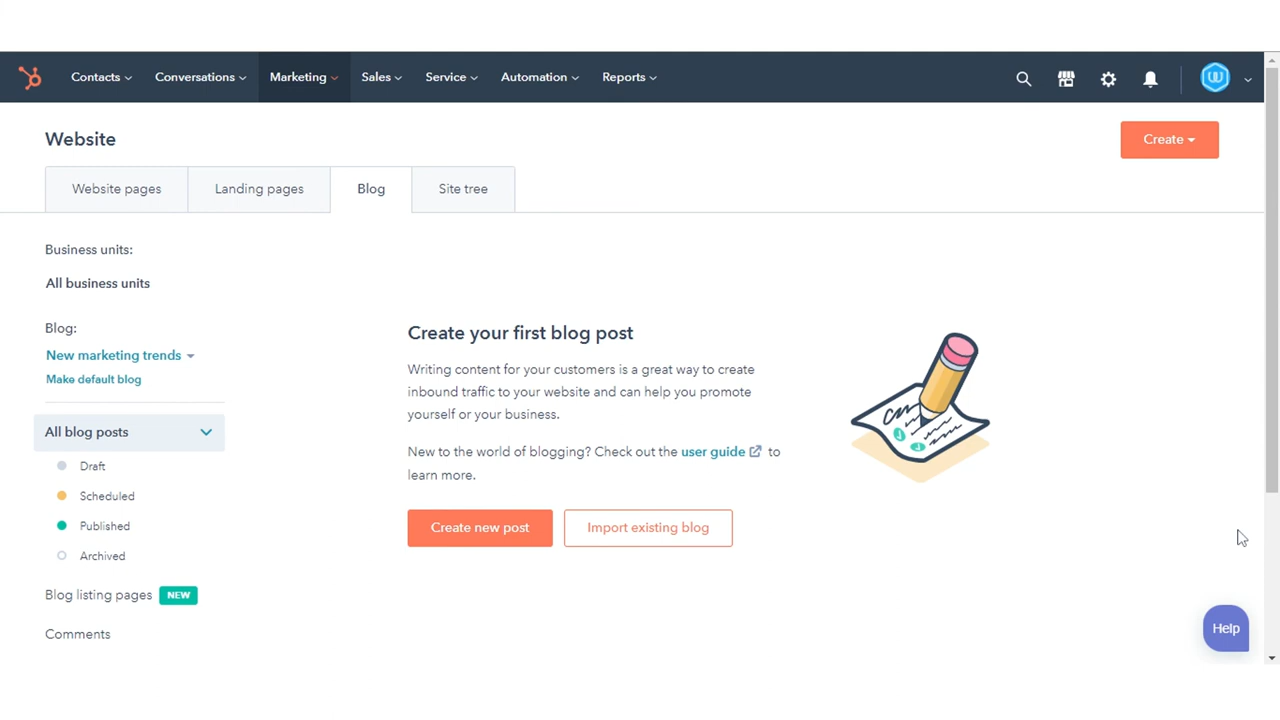 Contacts Conversations Marketing Sales Service Automation Reports
Website
Create
Website pages Landing pages Blog Site tree
Business units:
All business units
Blog:
New marketing trends
Make default blog
All blog posts
Draft
Scheduled
Published
Archived
Blog listing pages NEW
Comments
Create your first blog post
Writing content for your customers is a great way to create
inbound traffic to your website and can help you promote
yourself or your business.
New to the world of blogging? Check out the user guide to
learn more.
Create new post Import existing blog
Help